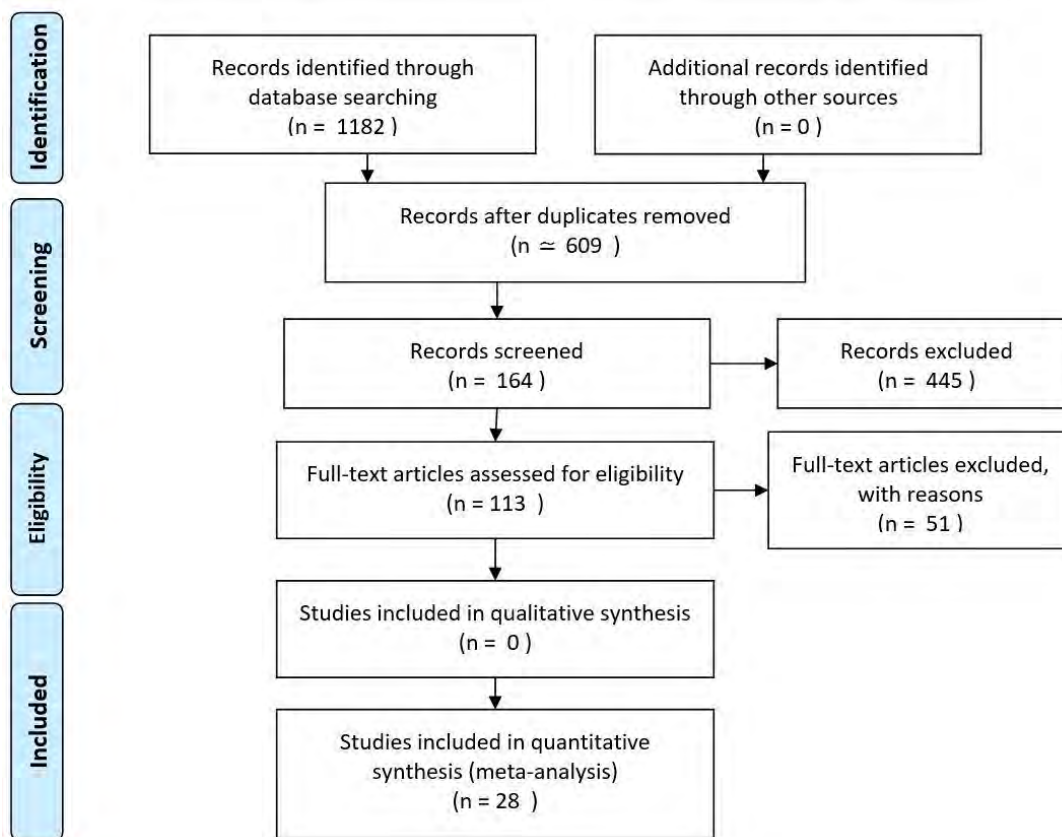 Identification
Records identified through
database searching
(n = 1182 )
Additional records identified
through other sources
(n = 0 )
Screening
Records after duplicates removed
(n ≃ 609 )
Records screened
(n = 164 )
Records excluded
(n = 445 )
Eligibility
Full-text articles assessed for eligibility
(n = 113 )
Full-text articles excluded,
with reasons
(n = 51 )
Included
Studies included in qualitative synthesis
(n = 0 )
Studies included in quantitative
synthesis (meta-analysis)
(n = 28 )